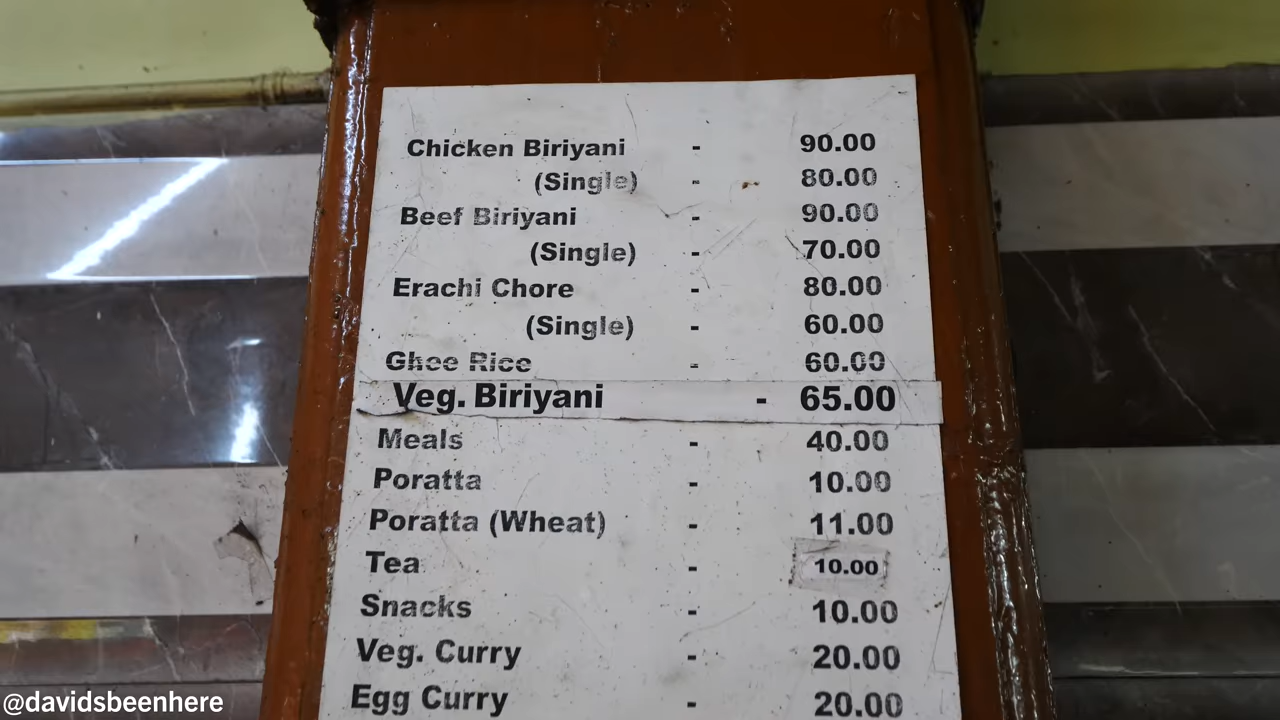 Chicken Biriyani - 90.00
(Single) - 80.00
Beef Biriyani - 90.00
(Single) - 70.00
Erachi Chore - 80.00
(Single) - 60.00
Ghee Rice - 60.00
Veg. Biriyani - 65.00
Meals - 40.00
Poratta - 10.00
Poratta (Wheat) - 11.00
Tea - 10.00
Snacks - 10.00
Veg. Curry - 20.00
Egg Curry - 20.00
@davidsbeenhere